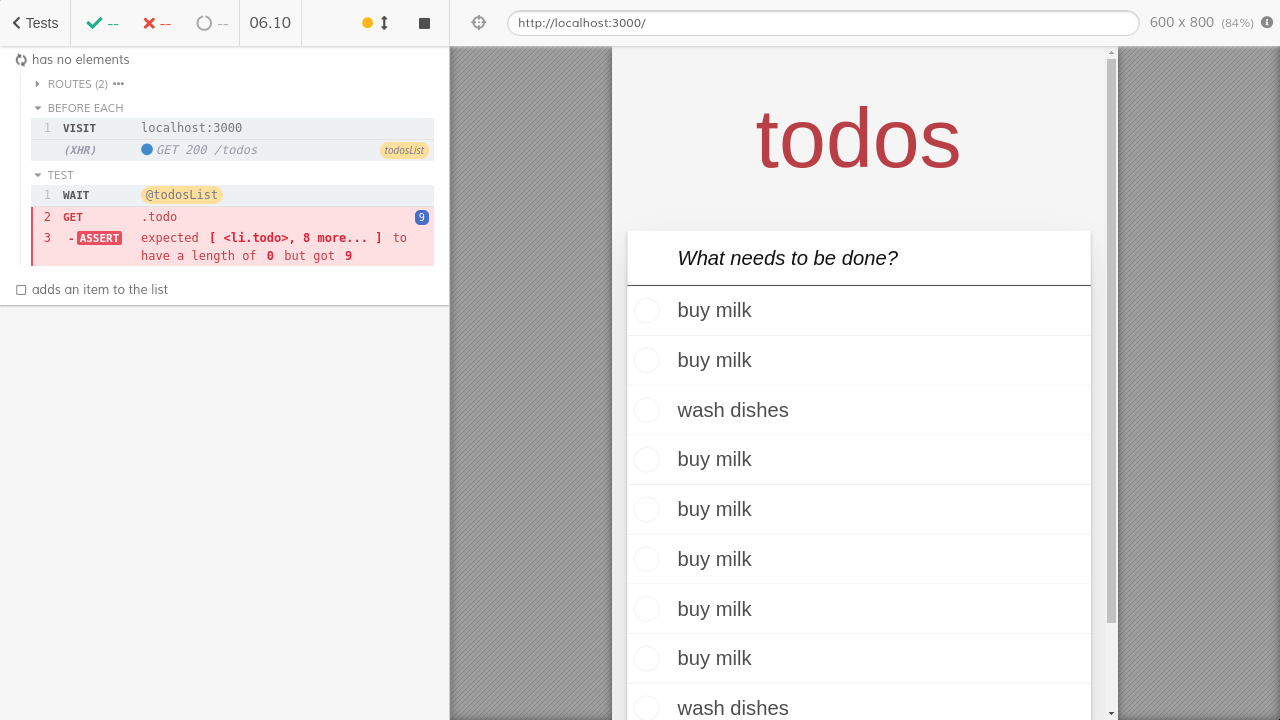 Tests
--
--
--
06.10
http://localhost:3000/
600 x 800 (84%)
has no elements
ROUTES (2)
BEFORE EACH
1 VISIT localhost:3000
(XHR) GET 200 /todos todosList
TEST
1 WAIT @todosList
2 GET .todo 9
3 -ASSERT expected [ <li.todo>, 8 more... ] to
have a length of 0 but got 9
adds an item to the list
todos
What needs to be done?
buy milk
buy milk
wash dishes
buy milk
buy milk
buy milk
buy milk
buy milk
wash dishes